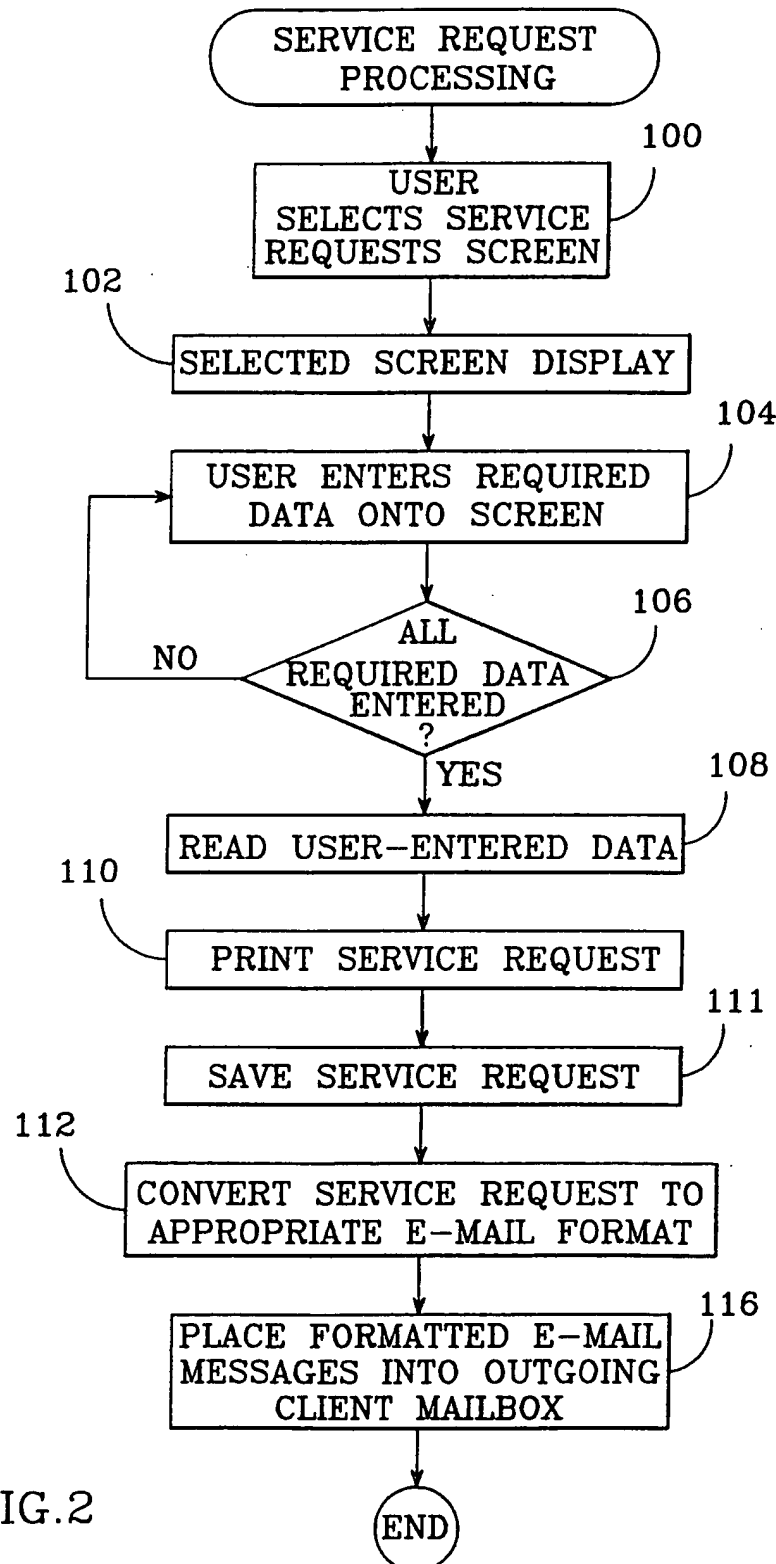 SERVICE REQUEST
PROCESSING
100
USER
SELECTS SERVICE
REQUESTS SCREEN
102
SELECTED SCREEN DISPLAY
104
USER ENTERS REQUIRED
DATA ONTO SCREEN
106
ALL
REQUIRED DATA
ENTERED
?
NO
YES
108
READ USER-ENTERED DATA
110
PRINT SERVICE REQUEST
111
SAVE SERVICE REQUEST
112
CONVERT SERVICE REQUEST TO
APPROPRIATE E-MAIL FORMAT
116
PLACE FORMATTED E-MAIL
MESSAGES INTO OUTGOING
CLIENT MAILBOX
IG.2
END